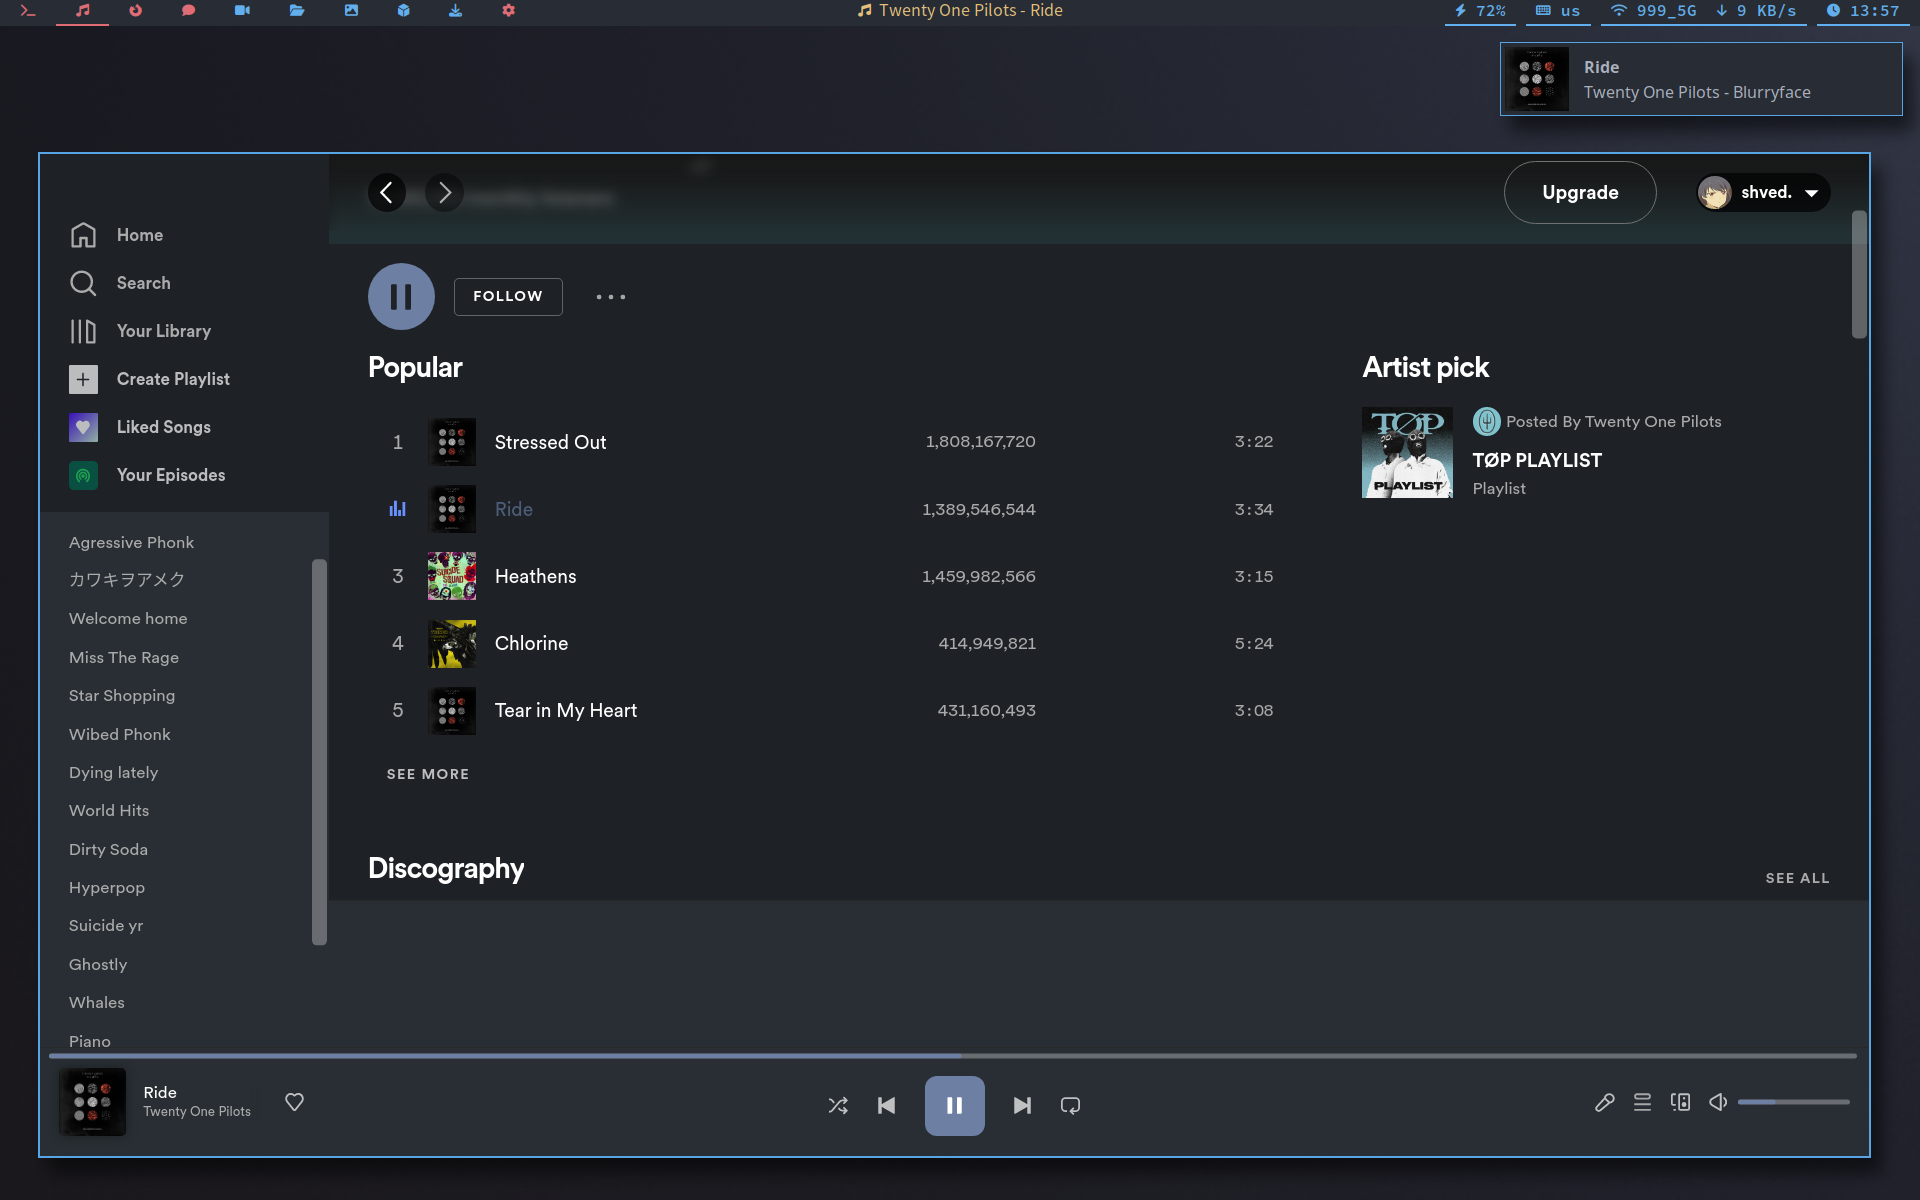 Twenty One Pilots - Ride
72%
us
999_5G
9 KB/s
13:57
Ride
Twenty One Pilots - Blurryface
Upgrade
shved.
Home
Search
Your Library
Create Playlist
Liked Songs
Your Episodes
Agressive Phonk
カワキヲアメク
Welcome home
Miss The Rage
Star Shopping
Wibed Phonk
Dying lately
World Hits
Dirty Soda
Hyperpop
Suicide yr
Ghostly
Whales
Piano
FOLLOW
Popular
1 Stressed Out 1,808,167,720 3:22
Ride 1,389,546,544 3:34
3 Heathens 1,459,982,566 3:15
4 Chlorine 414,949,821 5:24
5 Tear in My Heart 431,160,493 3:08
SEE MORE
Artist pick
TØP
PLAYLIST
Posted By Twenty One Pilots
TØP PLAYLIST
Playlist
Discography
SEE ALL
Ride
Twenty One Pilots